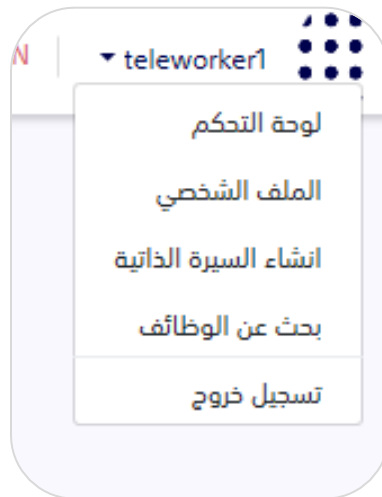 teleworker1
N
لوحة التحكم
الملف الشخصي
انشاء السيرة الذاتية
بحث عن الوظائف
تسجيل خروج